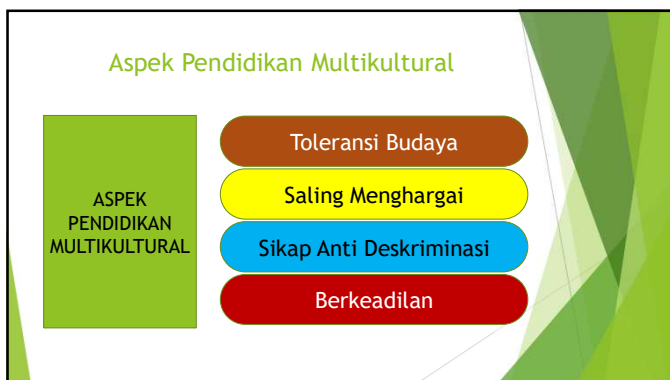 Aspek Pendidikan Multikultural
ASPEK
PENDIDIKAN
MULTIKULTURAL
Toleransi Budaya
Saling Menghargai
Sikap Anti Deskriminasi
Berkeadilan